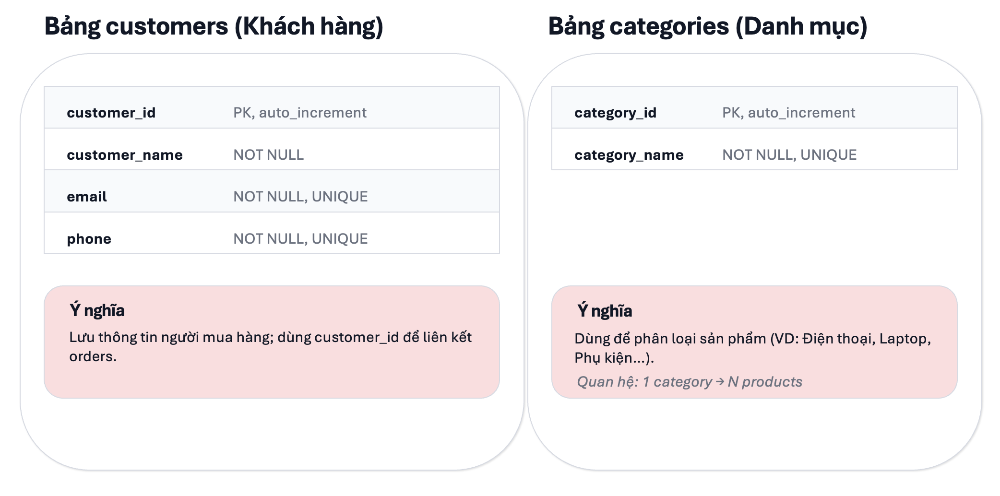 Bảng customers (Khách hàng)
customer_id PK, auto_increment
customer_name NOT NULL
email NOT NULL, UNIQUE
phone NOT NULL, UNIQUE
Ý nghĩa
Lưu thông tin người mua hàng; dùng customer_id để liên kết
orders.
Bảng categories (Danh mục)
category_id PK, auto_increment
category_name NOT NULL, UNIQUE
Ý nghĩa
Dùng để phân loại sản phẩm (VD: Điện thoại, Laptop,
Phụ kiện...).
Quan hệ: 1 category → N products